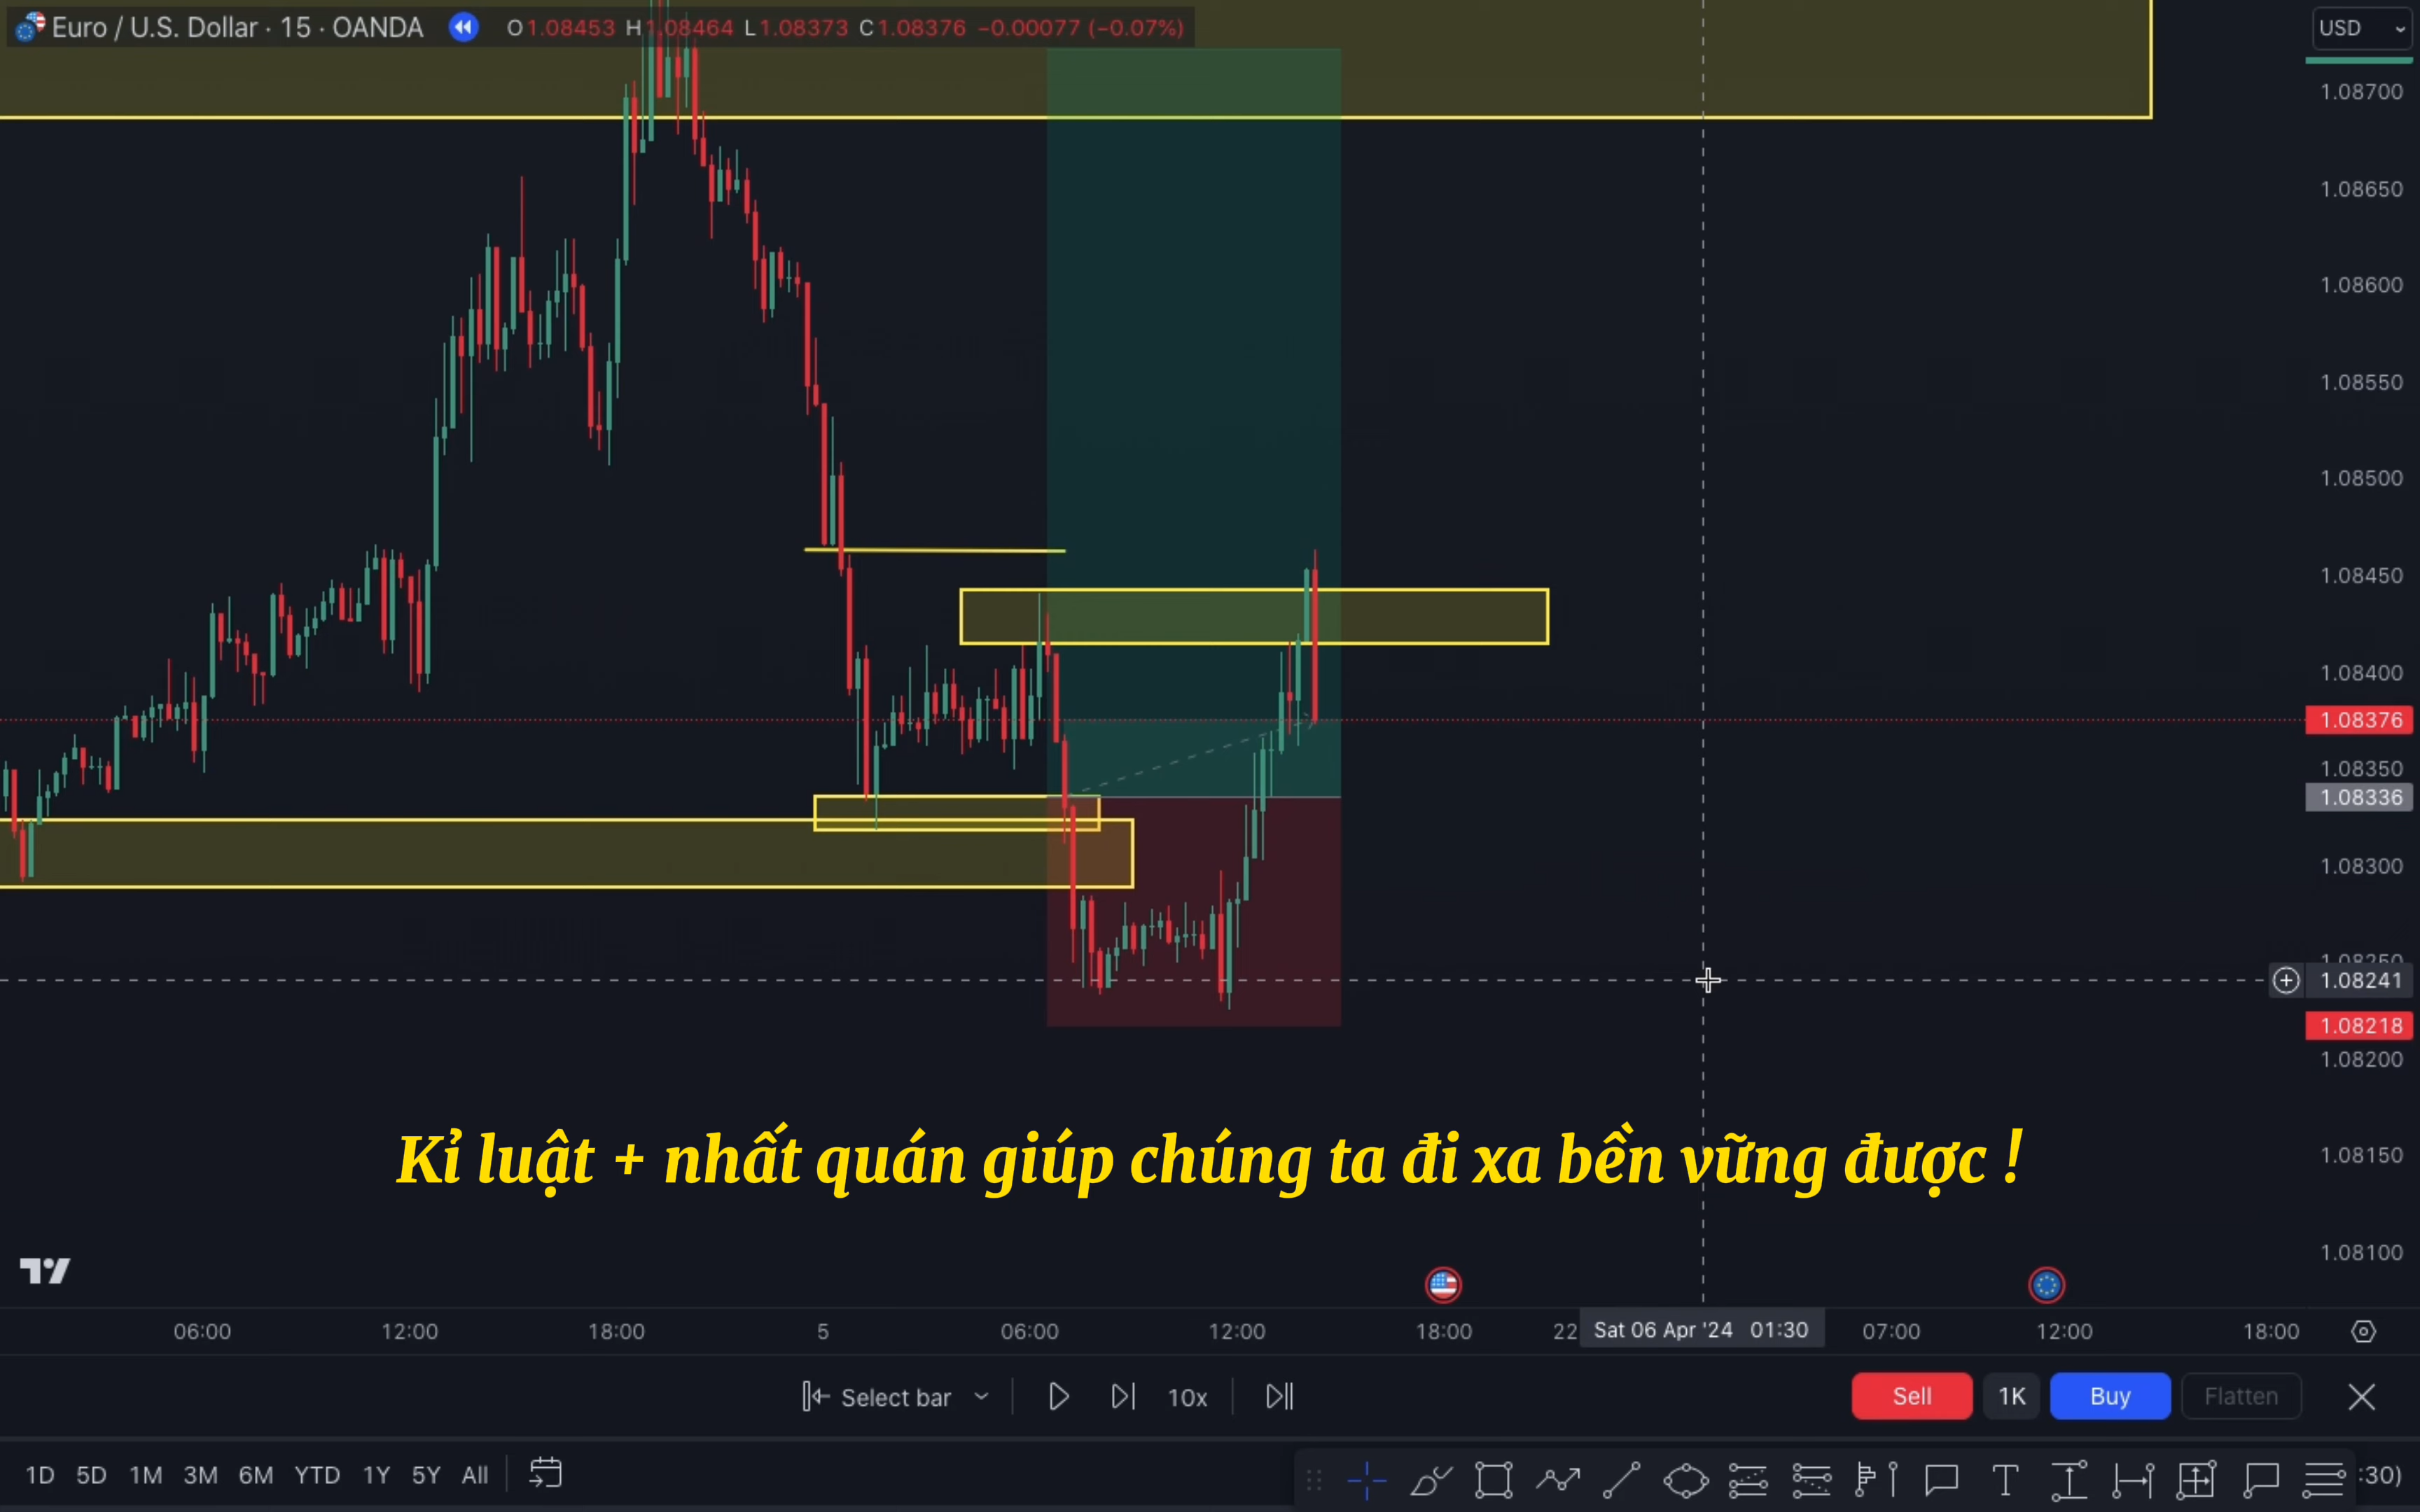 Euro / U.S. Dollar · 15 · OANDA O1.08453 H1.08464 L1.08373 C1.08376 −0.00077 (−0.07%)
USD
1.08700
1.08650
1.08600
1.08550
1.08500
1.08450
1.08400
1.08376
1.08350
1.08336
1.08300
1.08250
1.08241
1.08218
1.08200
1.08150
1.08100
Kỉ luật + nhất quán giúp chúng ta đi xa bền vững được !
06:00 12:00 18:00 5 06:00 12:00 18:00 22 Sat 06 Apr '24 01:30 07:00 12:00 18:00
Select bar 10x Sell 1K Buy Flatten
1D 5D 1M 3M 6M YTD 1Y 5Y All :30)